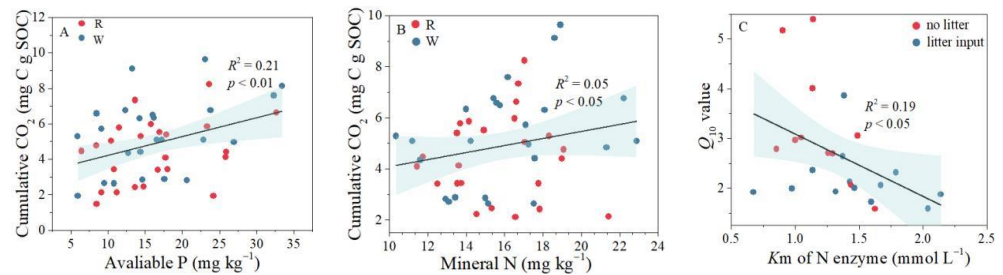 A
R
W
R² = 0.21
p < 0.01
Cumulative CO₂ (mg C g SOC)
12
10
8
6
4
2
0
0 5 10 15 20 25 30 35
Avaliable P (mg kg⁻¹)
B
R
W
R² = 0.05
p < 0.05
Cumulative CO₂ (mg C g SOC)
10
8
6
4
2
10 12 14 16 18 20 22
Mineral N (mg kg⁻¹)
C
no litter
litter input
R² = 0.19
p < 0.05
Q₁₀ value
5
4
3
2
0.5 1.0 1.5 2.0 2.5
Km of N enzyme (mmol L⁻¹)